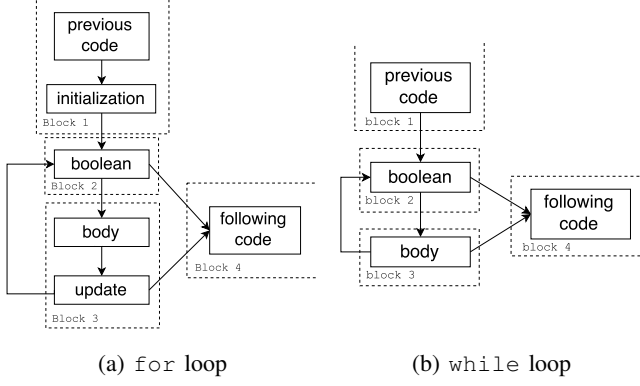 previous
code
initialization
Block 1
boolean
Block 2
body
update
Block 3
following
code
Block 4
(a) for loop
previous
code
block 1
boolean
block 2
body
block 3
following
code
block 4
(b) while loop